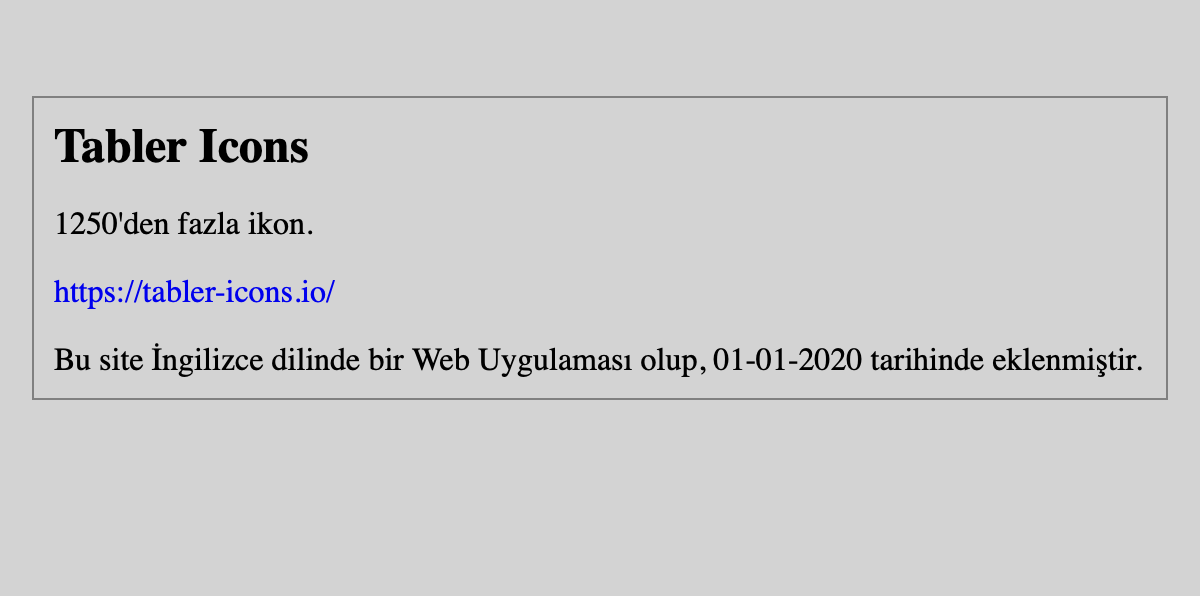 Tabler Icons
1250'den fazla ikon.
https://tabler-icons.io/
Bu site İngilizce dilinde bir Web Uygulaması olup, 01-01-2020 tarihinde eklenmiştir.